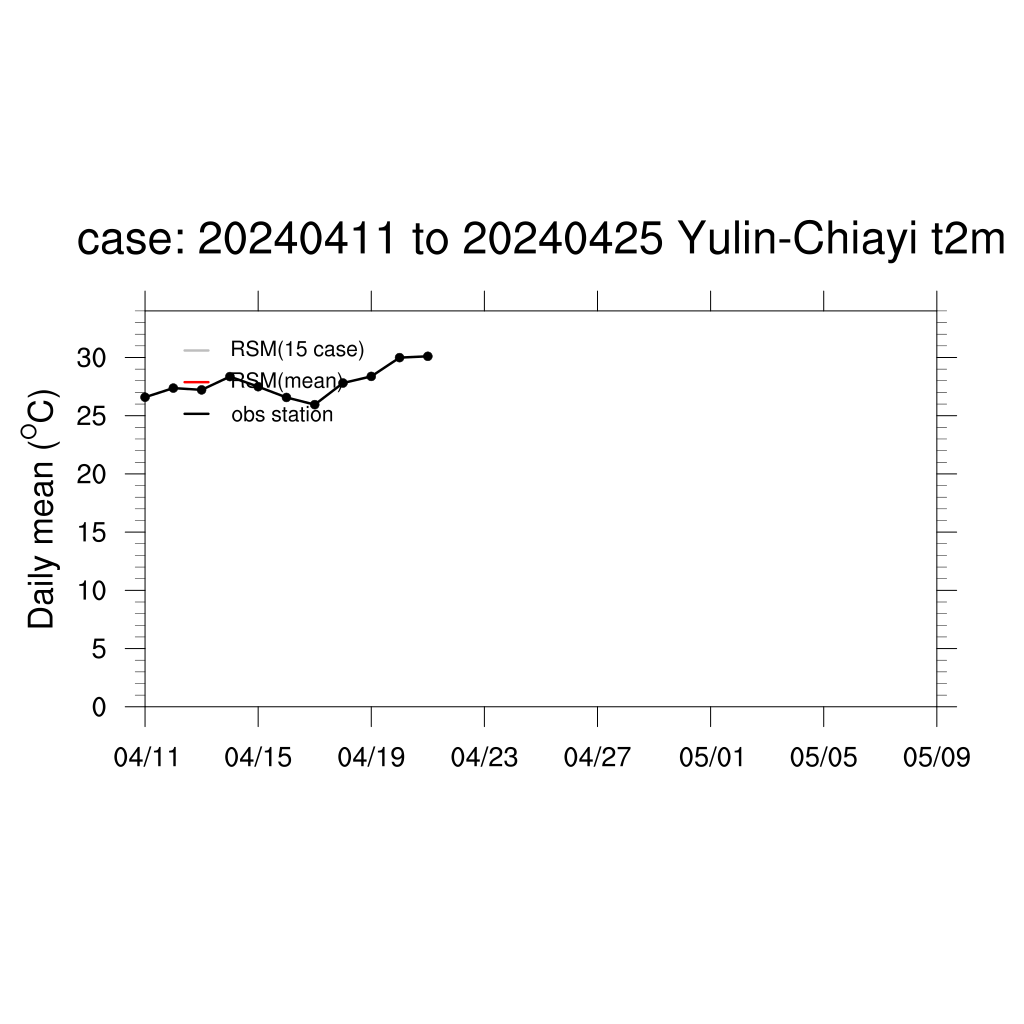 case: 20240411 to 20240425 Yulin-Chiayi t2m
RSM(15 case)
RSM(mean)
obs station
Daily mean (°C)
30
25
20
15
10
5
0
04/11 04/15 04/19 04/23 04/27 05/01 05/05 05/09